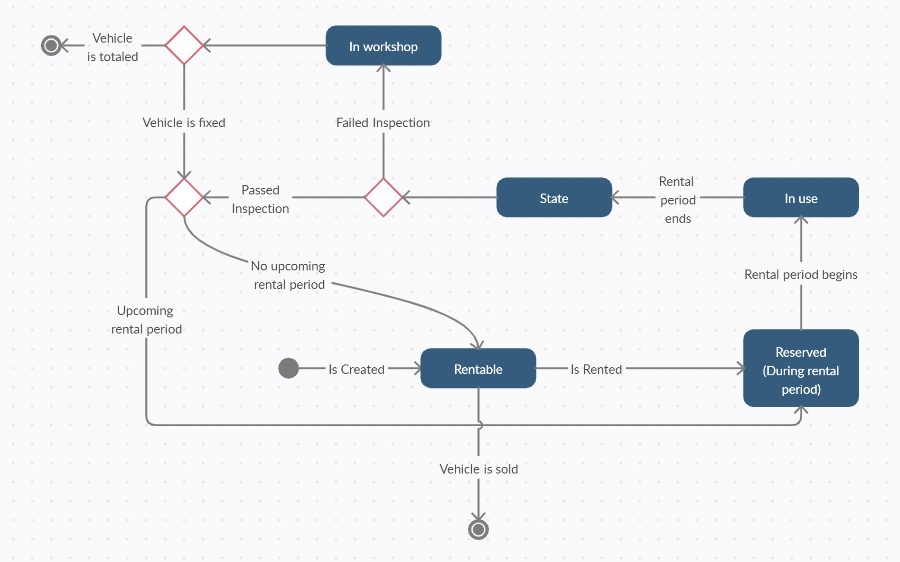 Vehicle
is totaled
In workshop
Vehicle is fixed
Failed Inspection
Passed
Inspection
State
Rental
period
ends
In use
No upcoming
rental period
Rental period begins
Upcoming
rental period
Is Created
Rentable
Is Rented
Reserved
(During rental
period)
Vehicle is sold